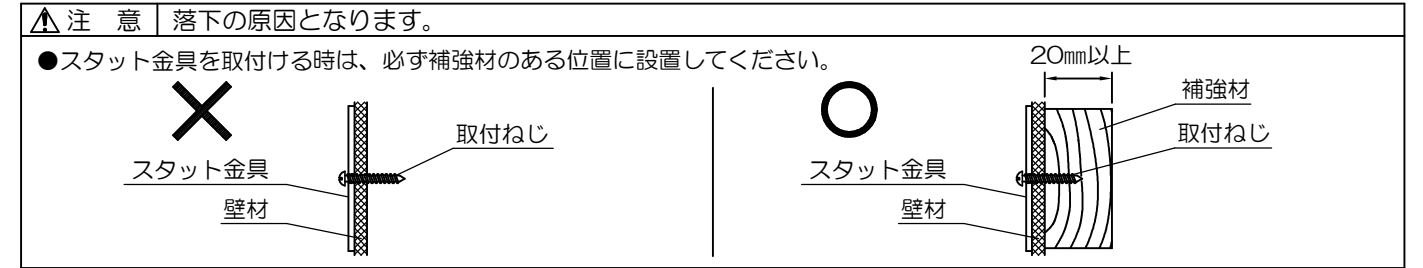 ⚠注　意 落下の原因となります。
●スタット金具を取付ける時は、必ず補強材のある位置に設置してください。
取付ねじ
スタット金具
壁材
20㎜以上
補強材
取付ねじ
スタット金具
壁材